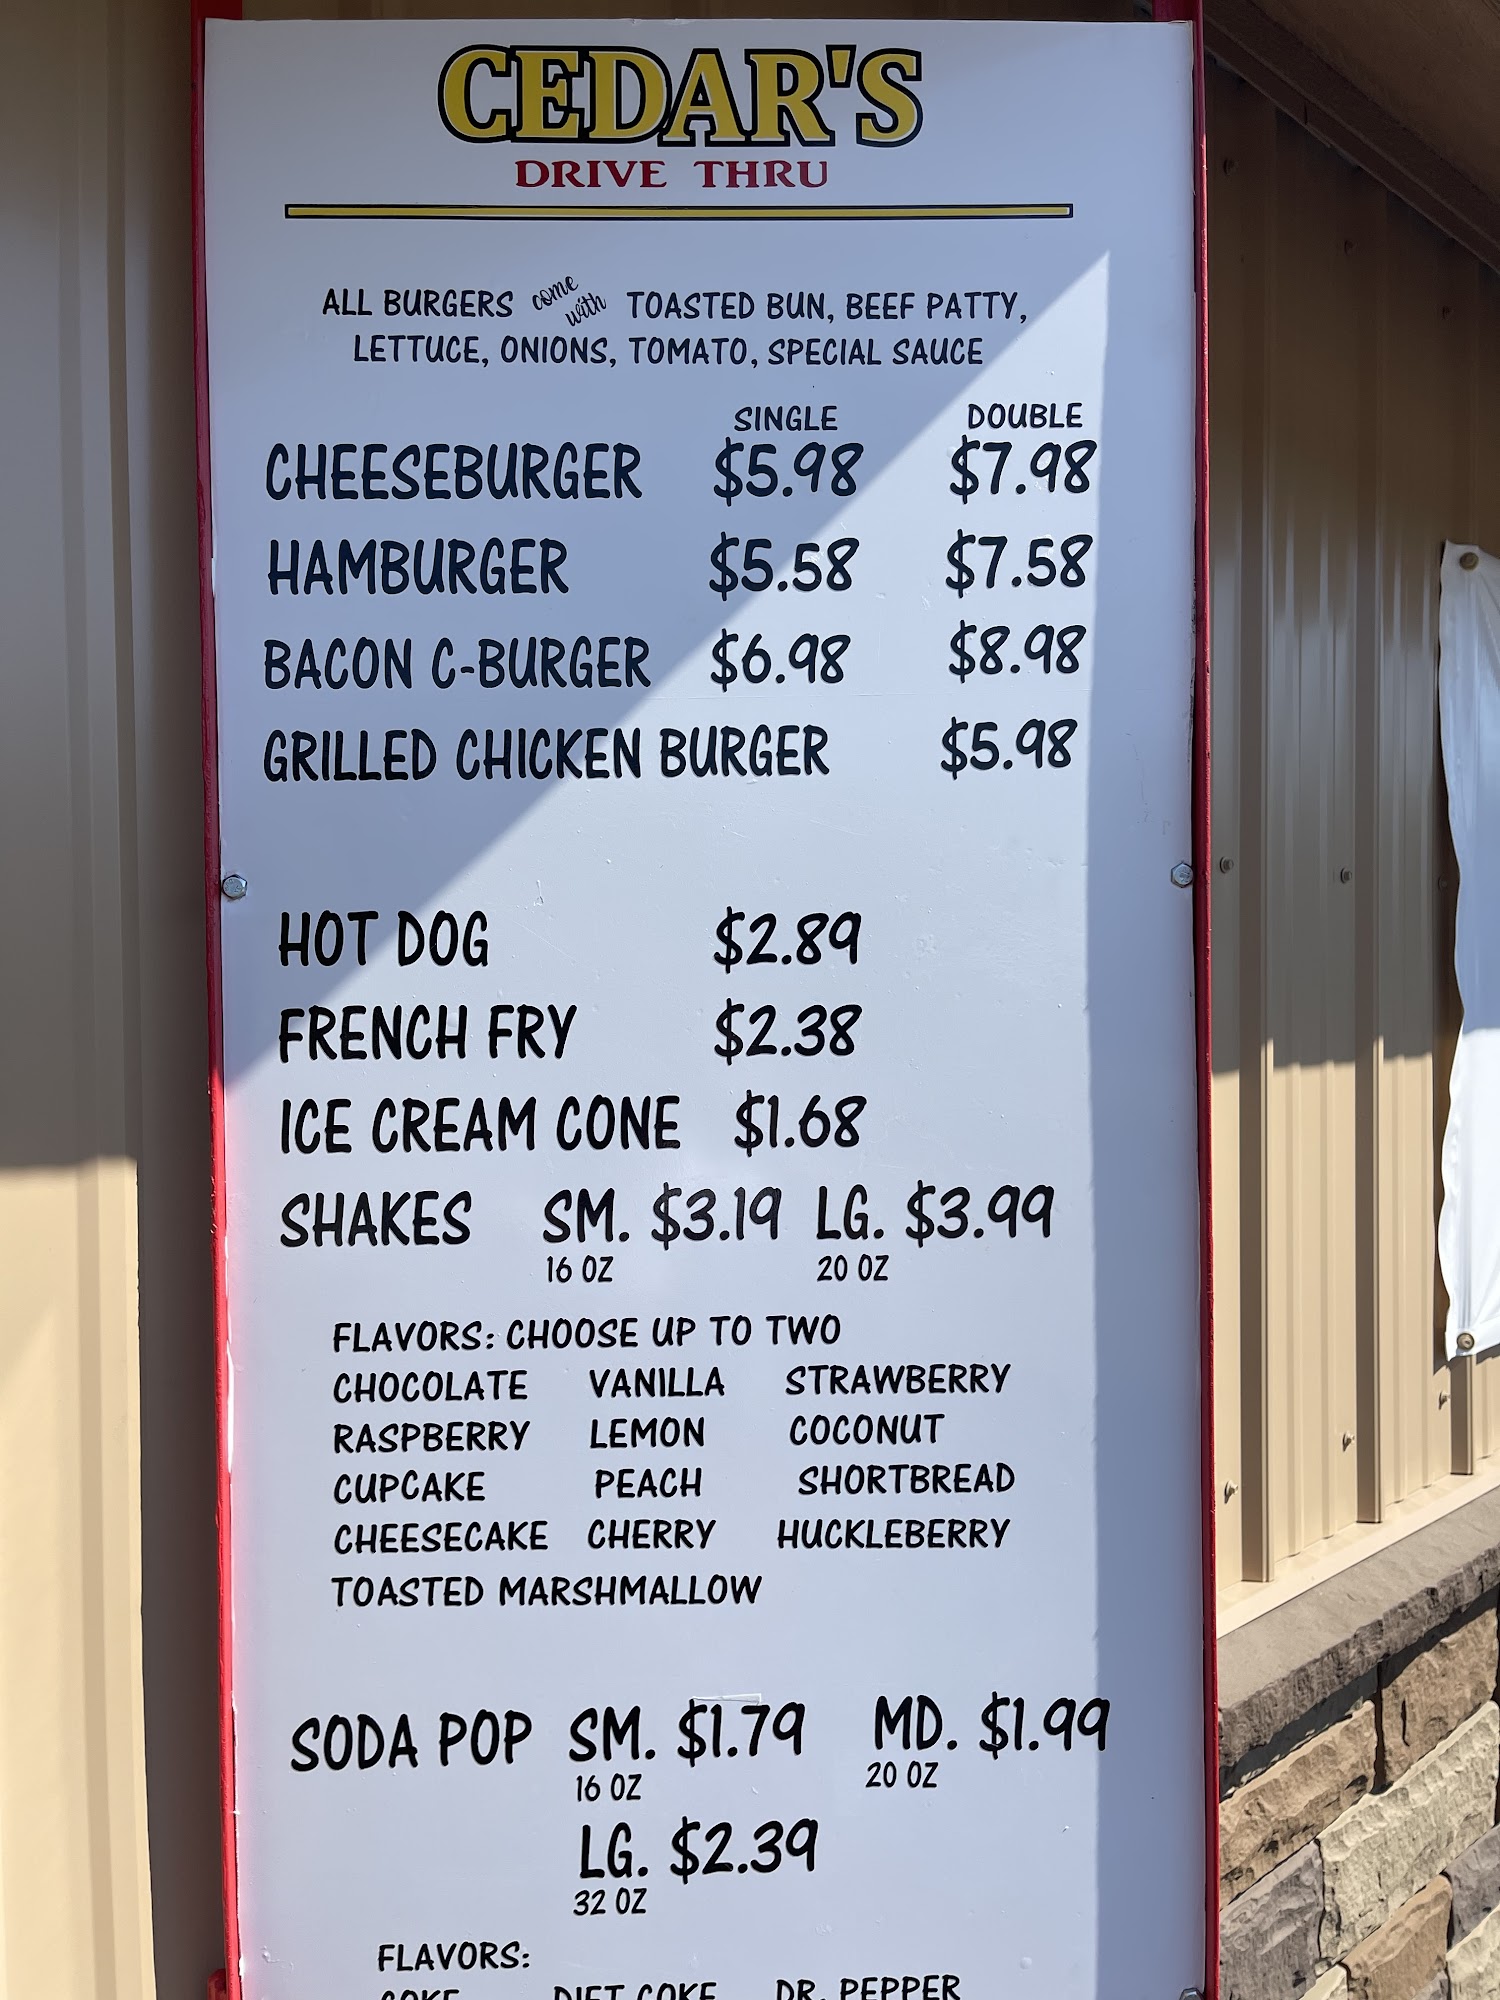 CEDAR'S
DRIVE THRU
ALL BURGERS come with TOASTED BUN, BEEF PATTY,
LETTUCE, ONIONS, TOMATO, SPECIAL SAUCE
SINGLE DOUBLE
CHEESEBURGER $5.98 $7.98
HAMBURGER $5.58 $7.58
BACON C-BURGER $6.98 $8.98
GRILLED CHICKEN BURGER $5.98
HOT DOG $2.89
FRENCH FRY $2.38
ICE CREAM CONE $1.68
SHAKES SM. $3.19 LG. $3.99
16 OZ 20 OZ
FLAVORS: CHOOSE UP TO TWO
CHOCOLATE VANILLA STRAWBERRY
RASPBERRY LEMON COCONUT
CUPCAKE PEACH SHORTBREAD
CHEESECAKE CHERRY HUCKLEBERRY
TOASTED MARSHMALLOW
SODA POP SM. $1.79 MD. $1.99
16 OZ 20 OZ
LG. $2.39
32 OZ
FLAVORS:
COKE DIET COKE DR. PEPPER